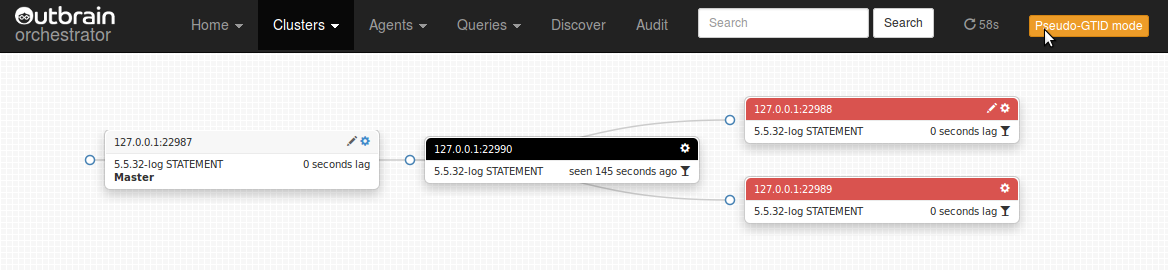 Outbrain
orchestrator
Home
Clusters
Agents
Queries
Discover
Audit
Search
Search
58s
Pseudo-GTID mode
127.0.0.1:22987
5.5.32-log STATEMENT 0 seconds lag
Master
127.0.0.1:22990
5.5.32-log STATEMENT seen 145 seconds ago
127.0.0.1:22988
5.5.32-log STATEMENT 0 seconds lag
127.0.0.1:22989
5.5.32-log STATEMENT 0 seconds lag